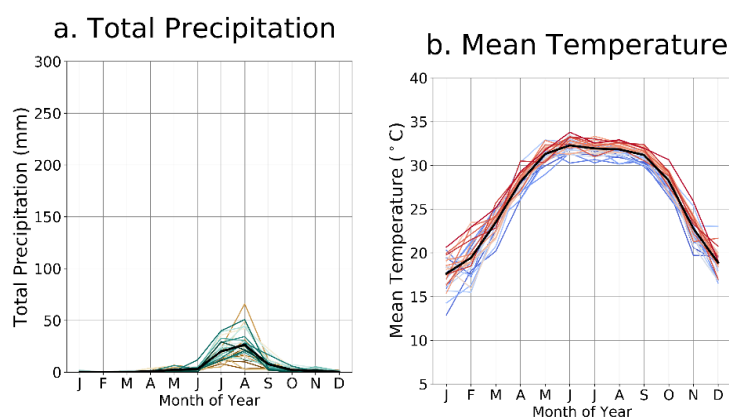 a. Total Precipitation
300
250
200
150
100
50
0
Total Precipitation (mm)
J F M A M J J A S O N D
Month of Year
b. Mean Temperature
40
35
30
25
20
15
10
5
Mean Temperature (°C)
J F M A M J J A S O N D
Month of Year